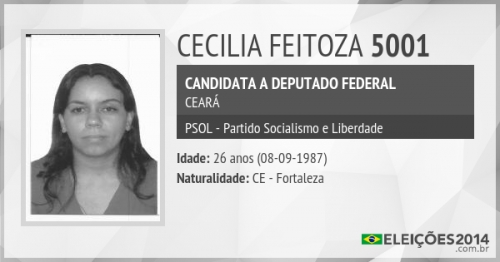 CECILIA FEITOZA 5001
CANDIDATA A DEPUTADO FEDERAL
CEARÁ
PSOL - Partido Socialismo e Liberdade
Idade: 26 anos (08-09-1987)
Naturalidade: CE - Fortaleza
ELEIÇÕES2014
.com.br